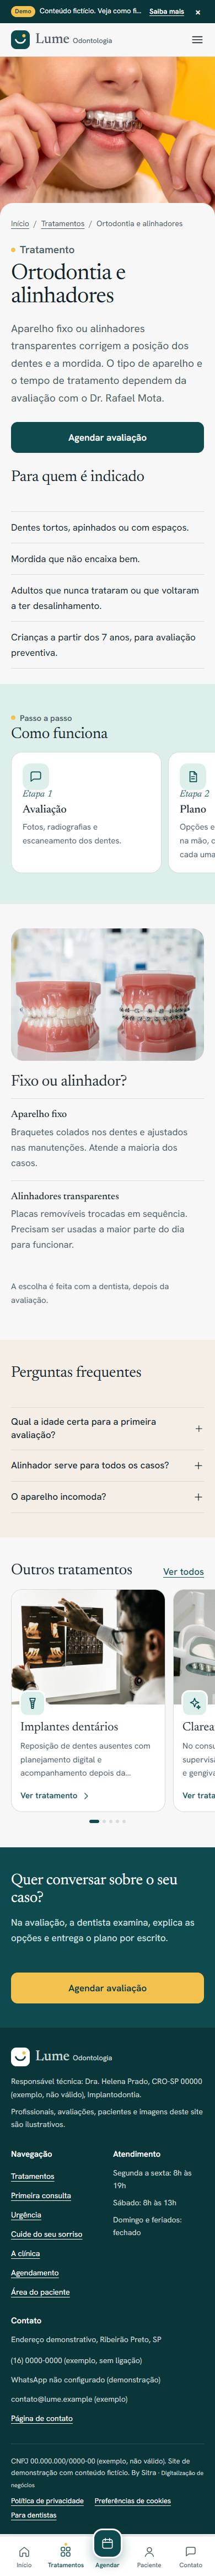 Demo Conteúdo fictício. Veja como fi... Saiba mais ×
Lume Odontologia
Início / Tratamentos / Ortodontia e alinhadores
Tratamento
Ortodontia e
alinhadores
Aparelho fixo ou alinhadores
transparentes corrigem a posição dos
dentes e a mordida. O tipo de aparelho e
o tempo de tratamento dependem da
avaliação com o Dr. Rafael Mota.
Agendar avaliação
Para quem é indicado
Dentes tortos, apinhados ou com espaços.
Mordida que não encaixa bem.
Adultos que nunca trataram ou que voltaram
a ter desalinhamento.
Crianças a partir dos 7 anos, para avaliação
preventiva.
Passo a passo
Como funciona
Etapa 1
Avaliação
Fotos, radiografias e
escaneamento dos dentes.
Etapa 2
Plano
Opções e
na mão, c
cada uma
Fixo ou alinhador?
Aparelho fixo
Braquetes colados nos dentes e ajustados
nas manutenções. Atende a maioria dos
casos.
Alinhadores transparentes
Placas removíveis trocadas em sequência.
Precisam ser usadas a maior parte do dia
para funcionar.
A escolha é feita com a dentista, depois da
avaliação.
Perguntas frequentes
Qual a idade certa para a primeira
avaliação?
Alinhador serve para todos os casos?
O aparelho incomoda?
Outros tratamentos
Ver todos
Implantes dentários
Reposição de dentes ausentes com
planejamento digital e
acompanhamento depois da...
Ver tratamento
Clarea
No consu
supervisã
e gengiva
Ver trata
Quer conversar sobre o seu
caso?
Na avaliação, a dentista examina, explica as
opções e entrega o plano por escrito.
Agendar avaliação
Lume Odontologia
Responsável técnica: Dra. Helena Prado, CRO-SP 00000
(exemplo, não válido), Implantodontia.
Profissionais, avaliações, pacientes e imagens deste site
são ilustrativos.
Navegação
Tratamentos
Primeira consulta
Urgência
Cuide do seu sorriso
A clínica
Agendamento
Área do paciente
Atendimento
Segunda a sexta: 8h às
19h
Sábado: 8h às 13h
Domingo e feriados:
fechado
Contato
Endereço demonstrativo, Ribeirão Preto, SP
(16) 0000-0000 (exemplo, sem ligação)
WhatsApp não configurado (demonstração)
contato@lume.example (exemplo)
Página de contato
CNPJ 00.000.000/0000-00 (exemplo, não válido). Site de
demonstração com conteúdo fictício. By Sitra · Digitalização de
negócios
Política de privacidade Preferências de cookies
Para dentistas
Início Tratamentos Agendar Paciente Contato